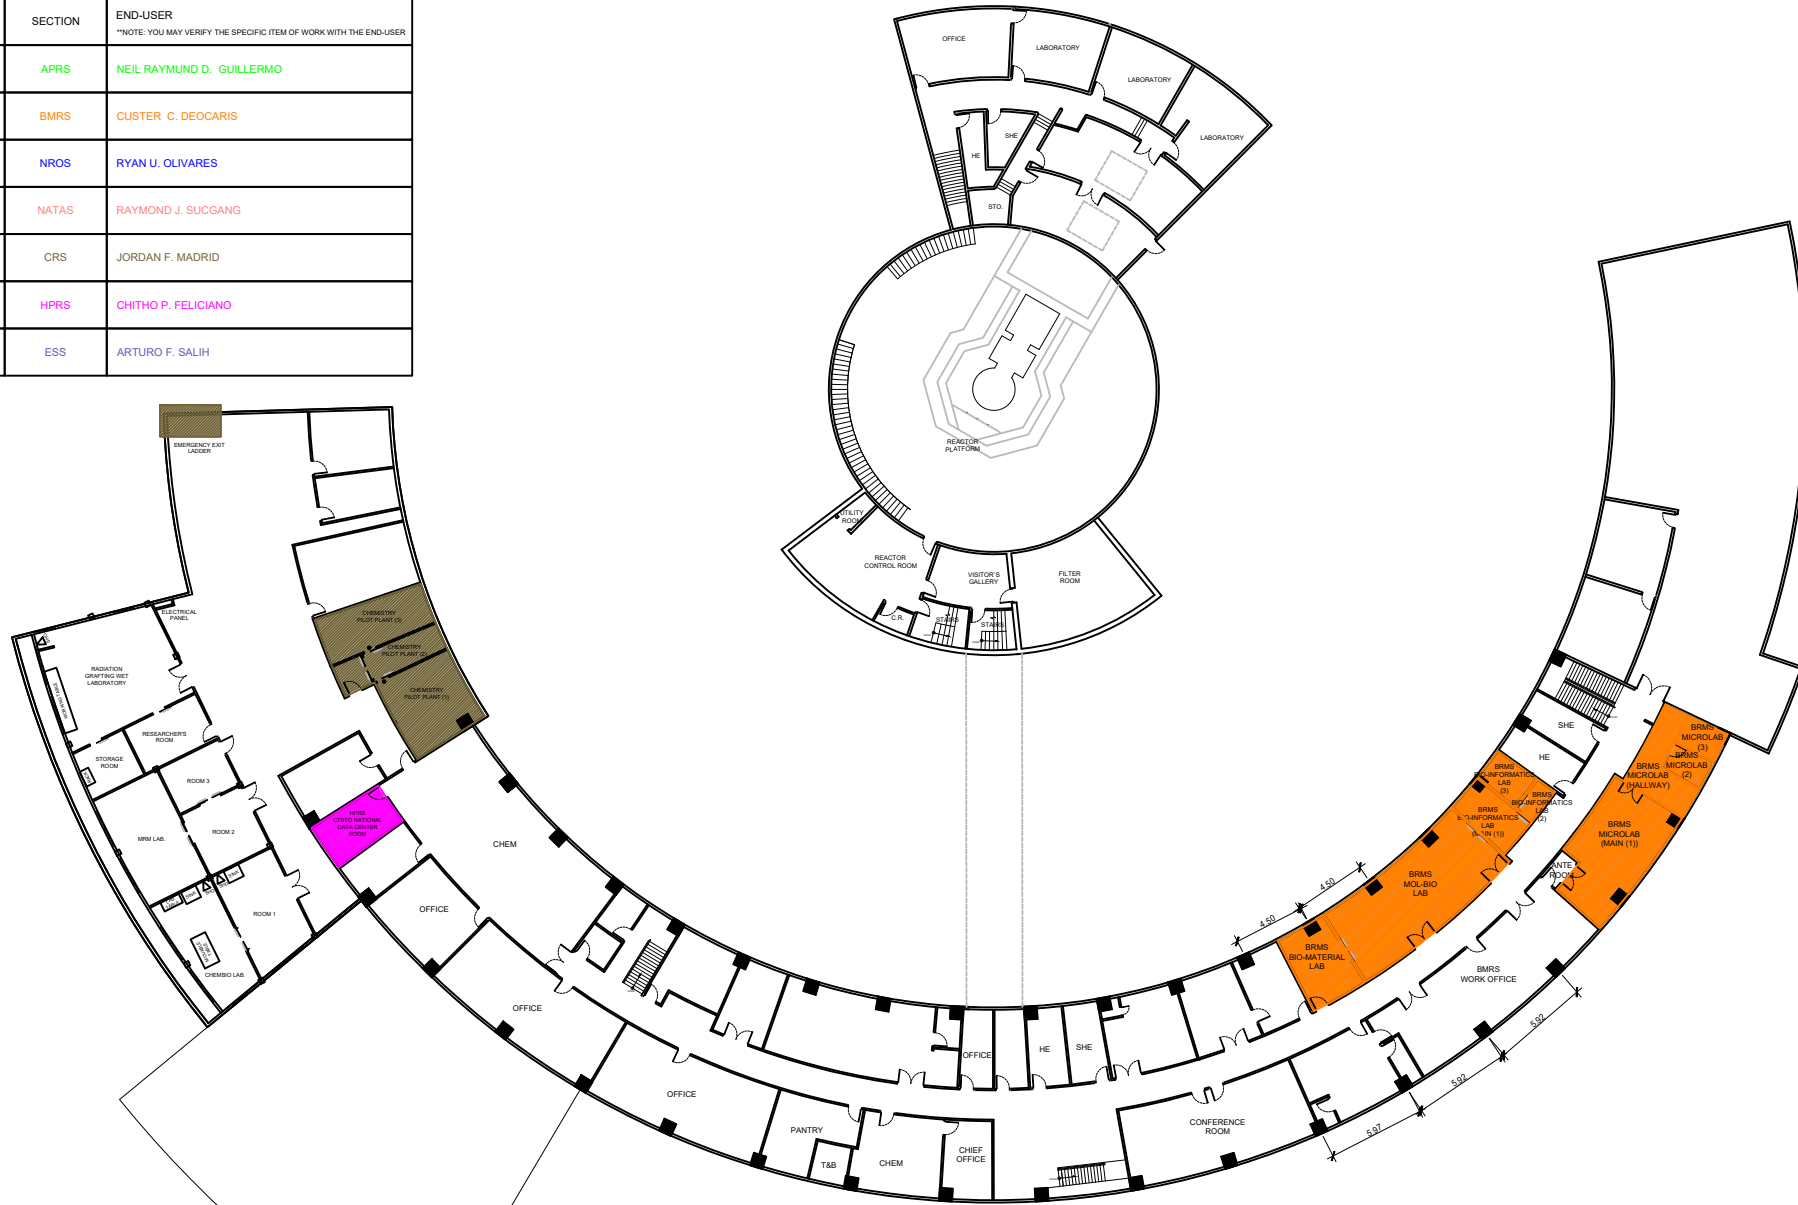 SECTION
END-USER
**NOTE: YOU MAY VERIFY THE SPECIFIC ITEM OF WORK WITH THE END-USER
APRS
NEIL RAYMUND D. GUILLERMO
BMRS
CUSTER C. DEOCARIS
NROS
RYAN U. OLIVARES
NATAS
RAYMOND J. SUCGANG
CRS
JORDAN F. MADRID
HPRS
CHITHO P. FELICIANO
ESS
ARTURO F. SALIH
OFFICE
LABORATORY
LABORATORY
LABORATORY
SHE
HE
STO.
REACTOR
PLATFORM
UTILITY
ROOM
REACTOR
CONTROL ROOM
VISITOR'S
GALLERY
FILTER
ROOM
C.R.
STAIRS
STAIRS
EMERGENCY EXIT
LADDER
ELECTRICAL
PANEL
RADIATION
GRAFTING WET
LABORATORY
RESEARCHER'S
ROOM
STORAGE
ROOM
ROOM 3
MRM LAB.
ROOM 2
ROOM 1
CHEMBIO LAB.
CHEMISTRY
PILOT PLANT (3)
CHEMISTRY
PILOT PLANT (2)
CHEMISTRY
PILOT PLANT (1)
HPRS
CTBTO NATIONAL
DATA CENTER
ROOM
CHEM
OFFICE
OFFICE
OFFICE
PANTRY
T&B
CHEM
CHIEF
OFFICE
OFFICE
HE
SHE
CONFERENCE
ROOM
5.97
5.92
5.92
4.50
4.50
BRMS
BIO-MATERIAL
LAB
BRMS
MOL-BIO
LAB
BRMS
BIO-INFORMATICS
LAB
(MAIN (1))
BRMS
BIO-INFORMATICS
LAB
(3)
BRMS
BIO-INFORMATICS
LAB
(2)
BMRS
WORK OFFICE
ANTE
ROOM
BRMS
MICROLAB
(MAIN (1))
BRMS
MICROLAB
(HALLWAY)
BRMS
MICROLAB
(2)
BRMS
MICROLAB
(3)
SHE
HE